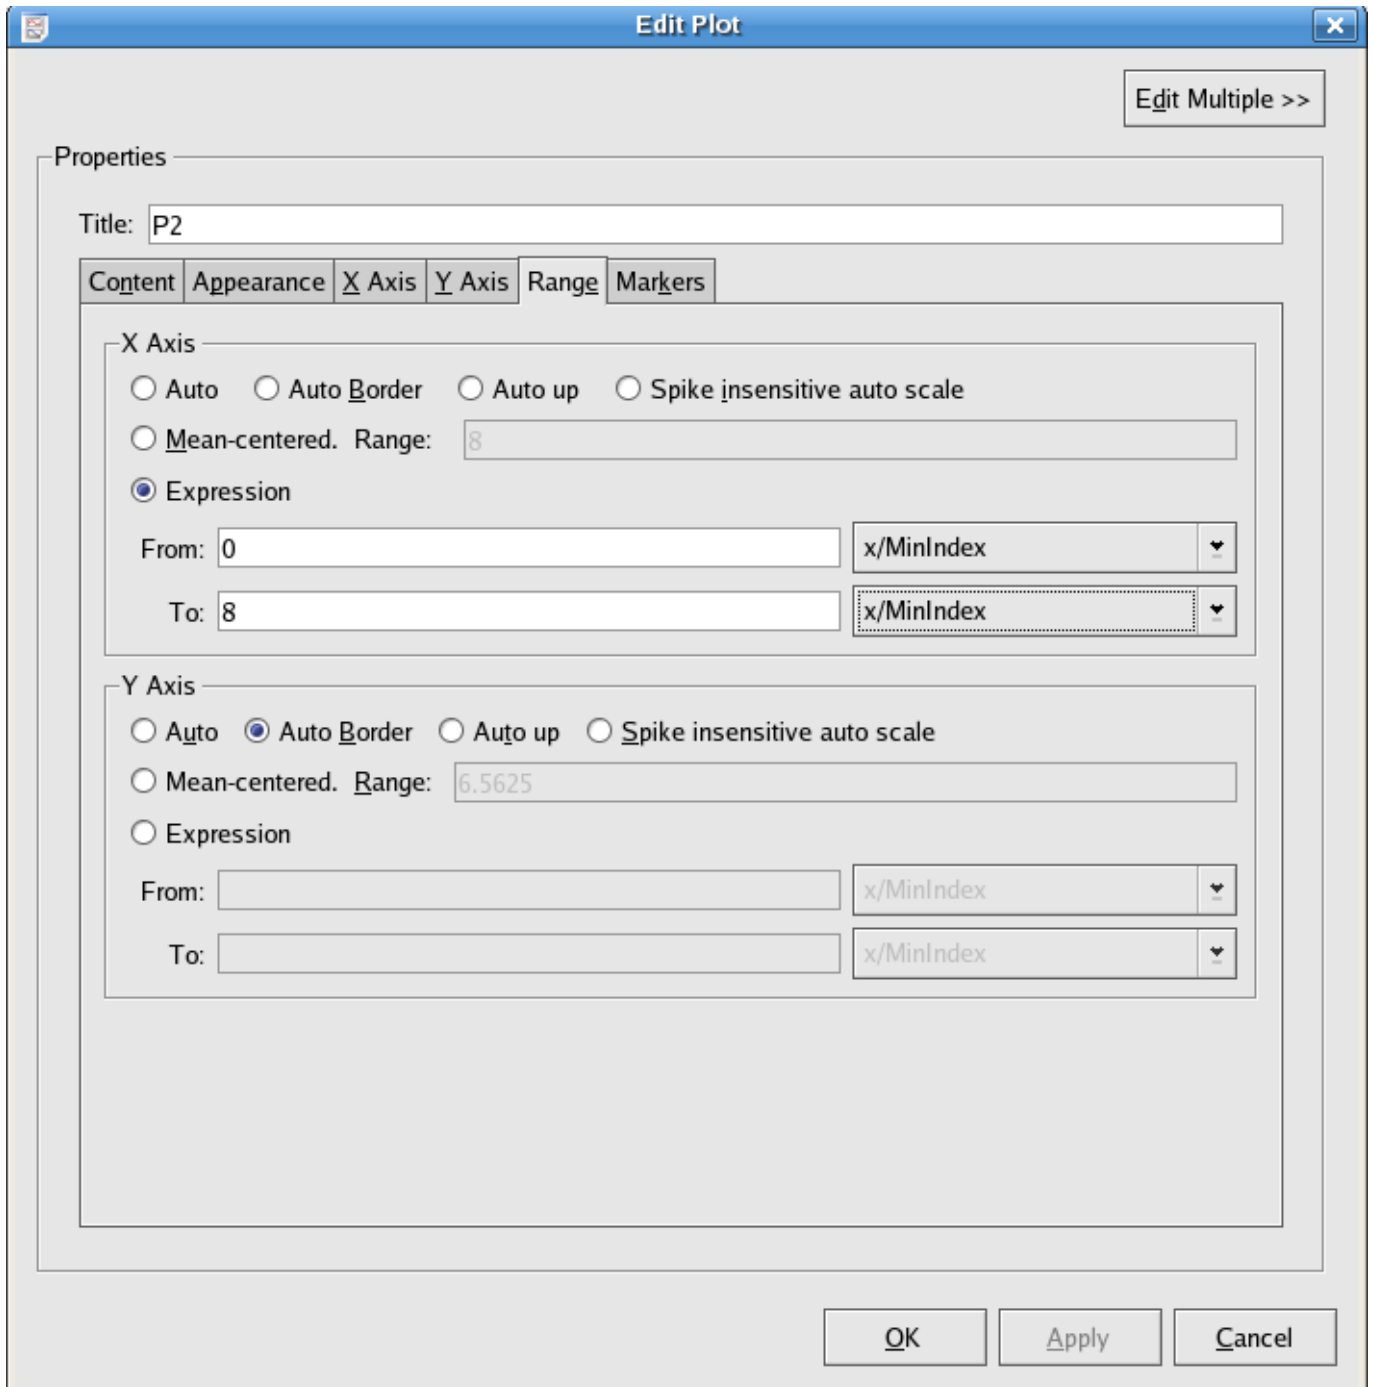 Edit Plot
Edit Multiple >>
Properties
Title: P2
Content Appearance X Axis Y Axis Range Markers
X Axis
Auto Auto Border Auto up Spike insensitive auto scale
Mean-centered. Range: 8
Expression
From: 0 x/MinIndex
To: 8 x/MinIndex
Y Axis
Auto Auto Border Auto up Spike insensitive auto scale
Mean-centered. Range: 6.5625
Expression
From: x/MinIndex
To: x/MinIndex
OK Apply Cancel